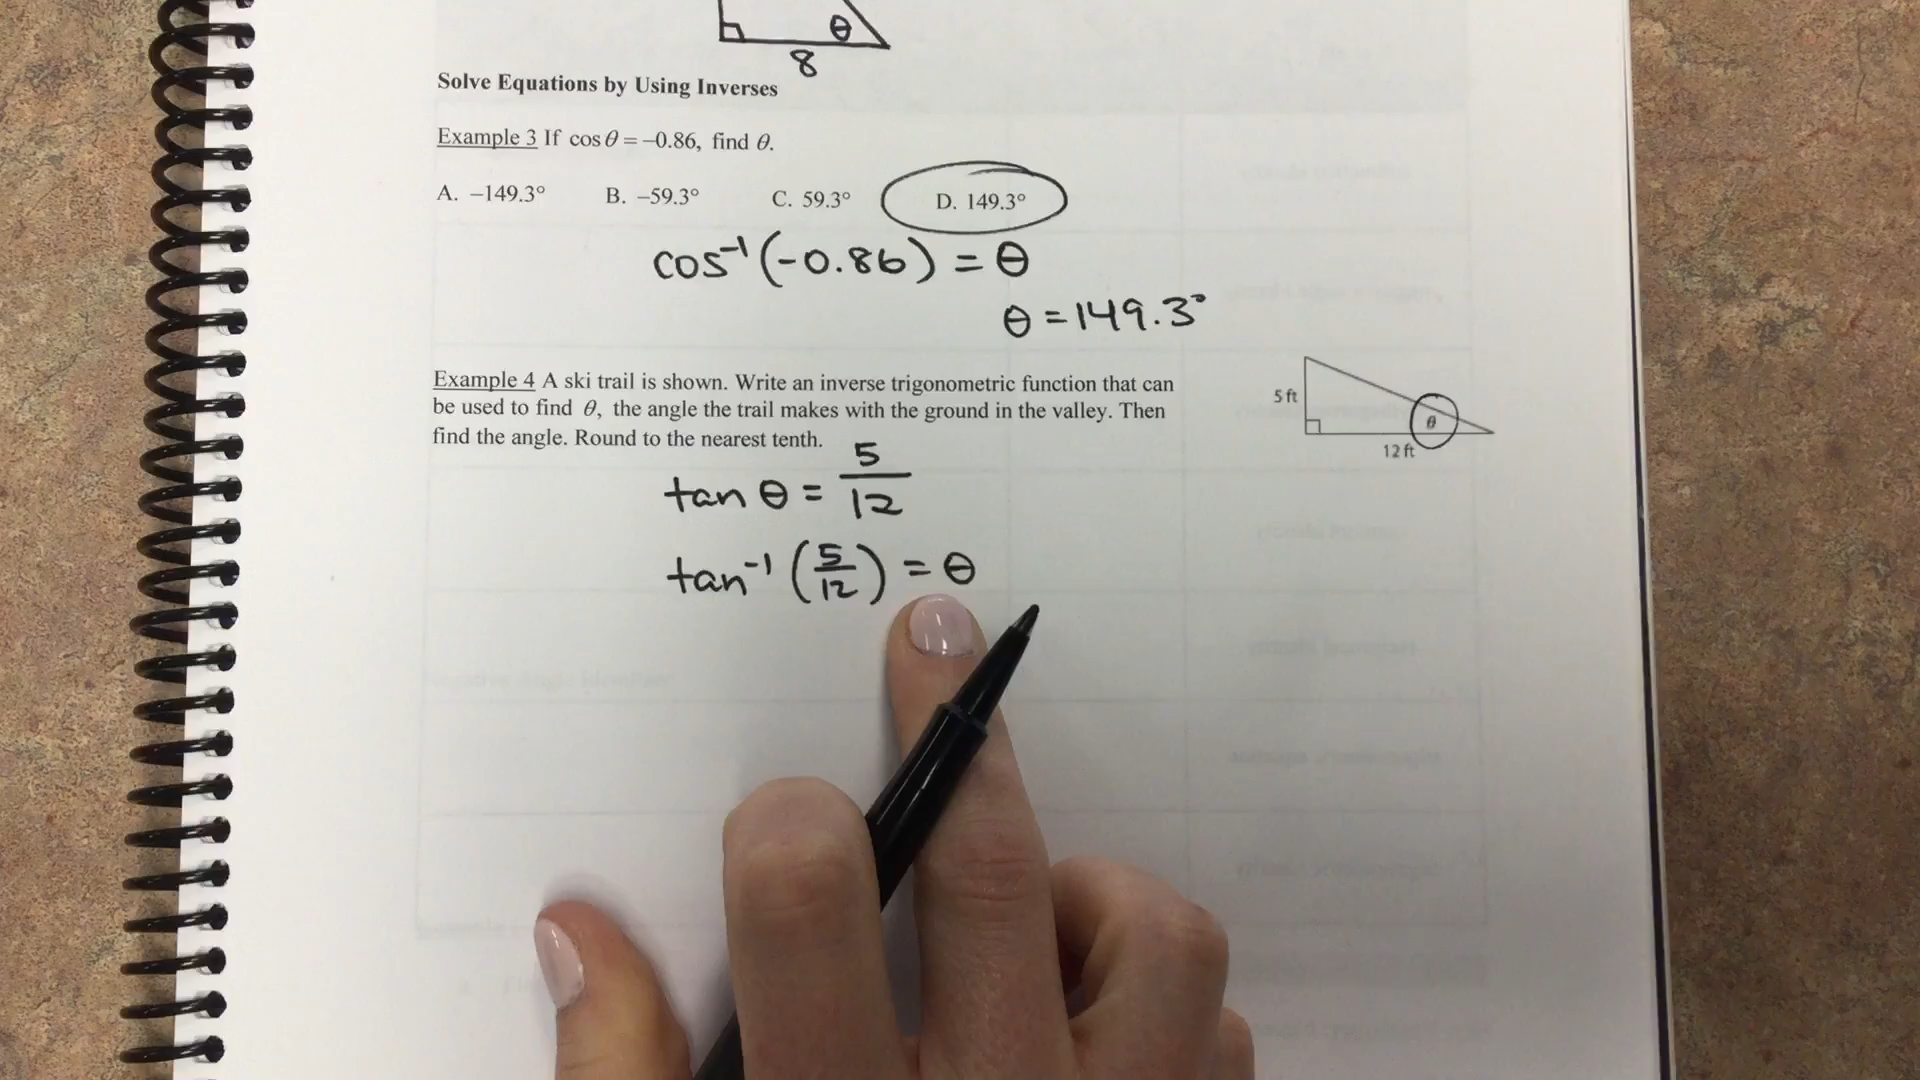 θ
8
Solve Equations by Using Inverses
Example 3 If cos θ = −0.86, find θ.
A. −149.3° B. −59.3° C. 59.3° D. 149.3°
cos⁻¹(-0.86) = θ
θ = 149.3°
Example 4 A ski trail is shown. Write an inverse trigonometric function that can
be used to find θ, the angle the trail makes with the ground in the valley. Then
find the angle. Round to the nearest tenth.
5 ft
θ
12 ft
tan θ = 5/12
tan⁻¹(5/12) = θ